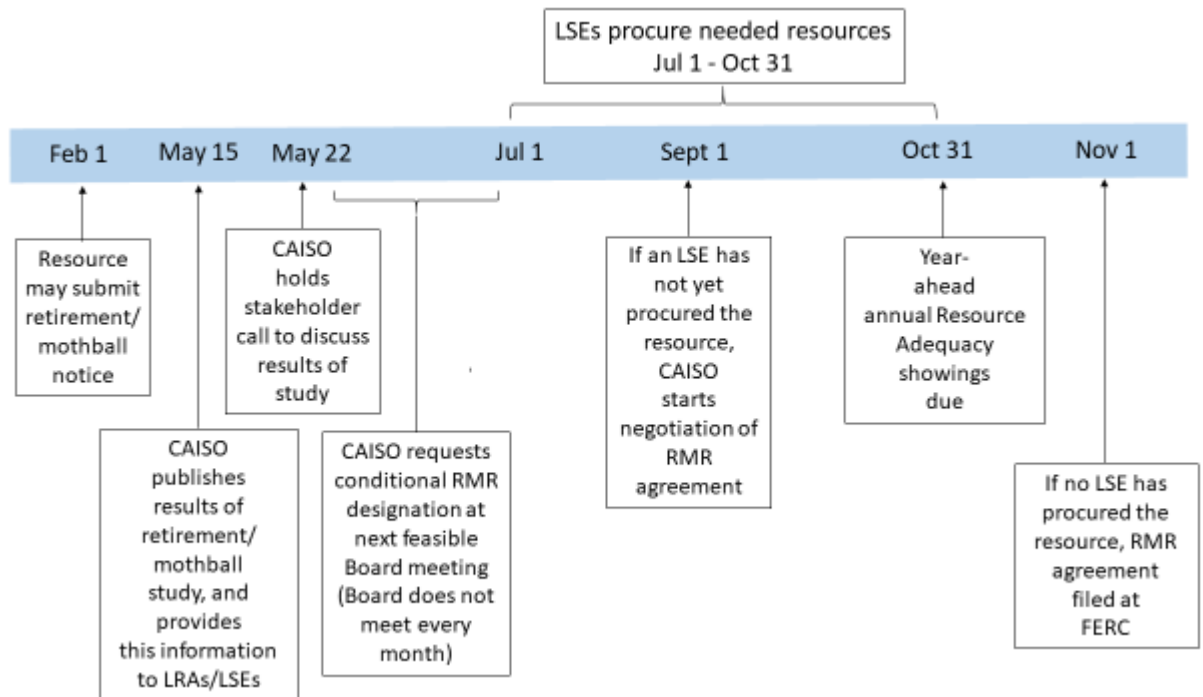 LSEs procure needed resources
Jul 1 - Oct 31
Feb 1
May 15
May 22
Jul 1
Sept 1
Oct 31
Nov 1
Resource
may submit
retirement/
mothball
notice
CAISO
publishes
results of
retirement/
mothball
study, and
provides
this information
to LRAs/LSEs
CAISO
holds
stakeholder
call to discuss
results of
study
CAISO requests
conditional RMR
designation at
next feasible
Board meeting
(Board does not
meet every
month)
If an LSE has
not yet
procured the
resource,
CAISO
starts
negotiation of
RMR
agreement
Year-
ahead
annual Resource
Adequacy
showings
due
If no LSE has
procured the
resource, RMR
agreement
filed at
FERC